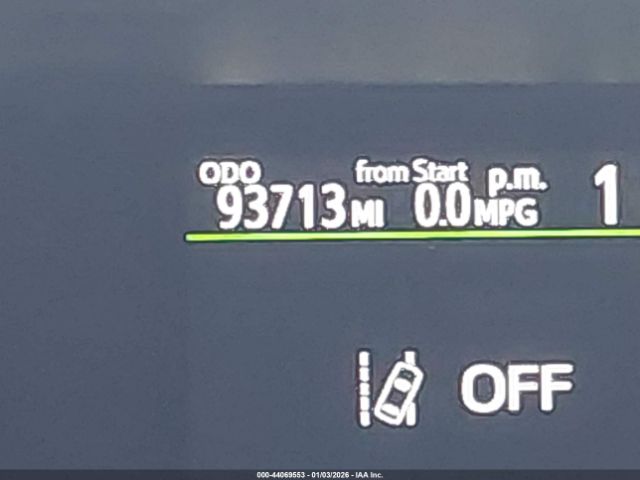 ODO from Start p.m.
93713 MI 0.0 MPG 1
OFF
000-44069553 - 01/03/2026 - IAA Inc.